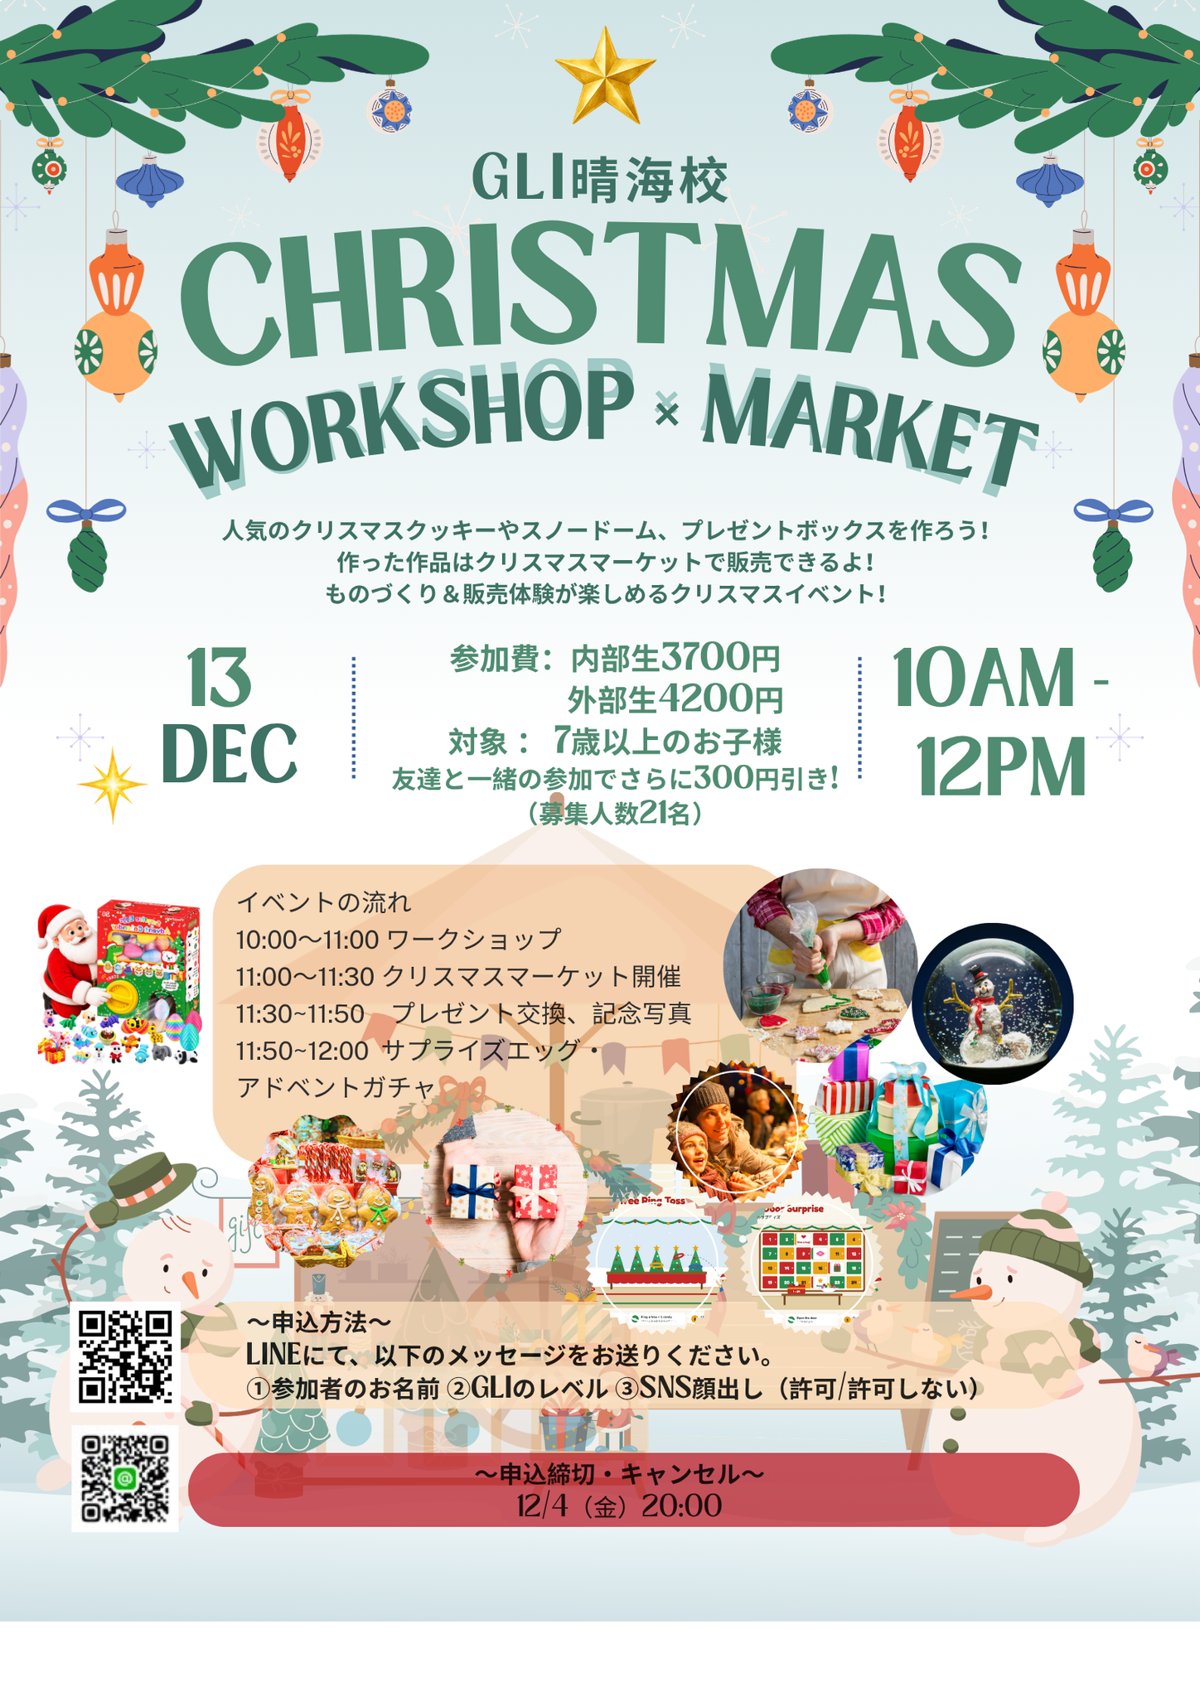 GLI晴海校
CHRISTMAS
WORKSHOP × MARKET
人気のクリスマスクッキーやスノードーム、プレゼントボックスを作ろう！
作った作品はクリスマスマーケットで販売できるよ！
ものづくり＆販売体験が楽しめるクリスマスイベント！
13
DEC
参加費：内部生3700円
外部生4200円
対象： 7歳以上のお子様
友達と一緒の参加でさらに300円引き！
（募集人数21名）
10AM -
12PM
イベントの流れ
10:00〜11:00 ワークショップ
11:00〜11:30 クリスマスマーケット開催
11:30~11:50 プレゼント交換、記念写真
11:50~12:00 サプライズエッグ・
アドベントガチャ
gift
ree Ring Toss
Door Surprise
〜申込方法〜
LINEにて、以下のメッセージをお送りください。
①参加者のお名前 ②GLIのレベル ③SNS顔出し（許可/許可しない）
〜申込締切・キャンセル〜
12/4（金）20:00